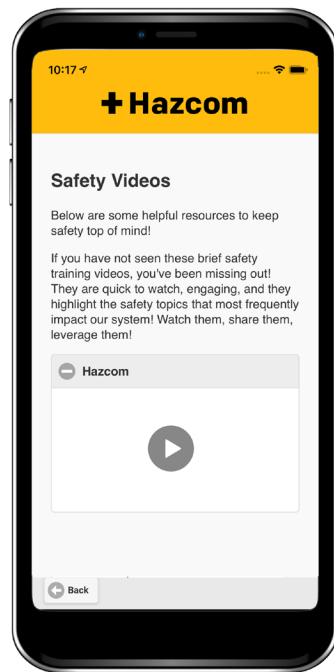 10:17
+ Hazcom
Safety Videos
Below are some helpful resources to keep
safety top of mind!
If you have not seen these brief safety
training videos, you've been missing out!
They are quick to watch, engaging, and they
highlight the safety topics that most frequently
impact our system! Watch them, share them,
leverage them!
Hazcom
Back